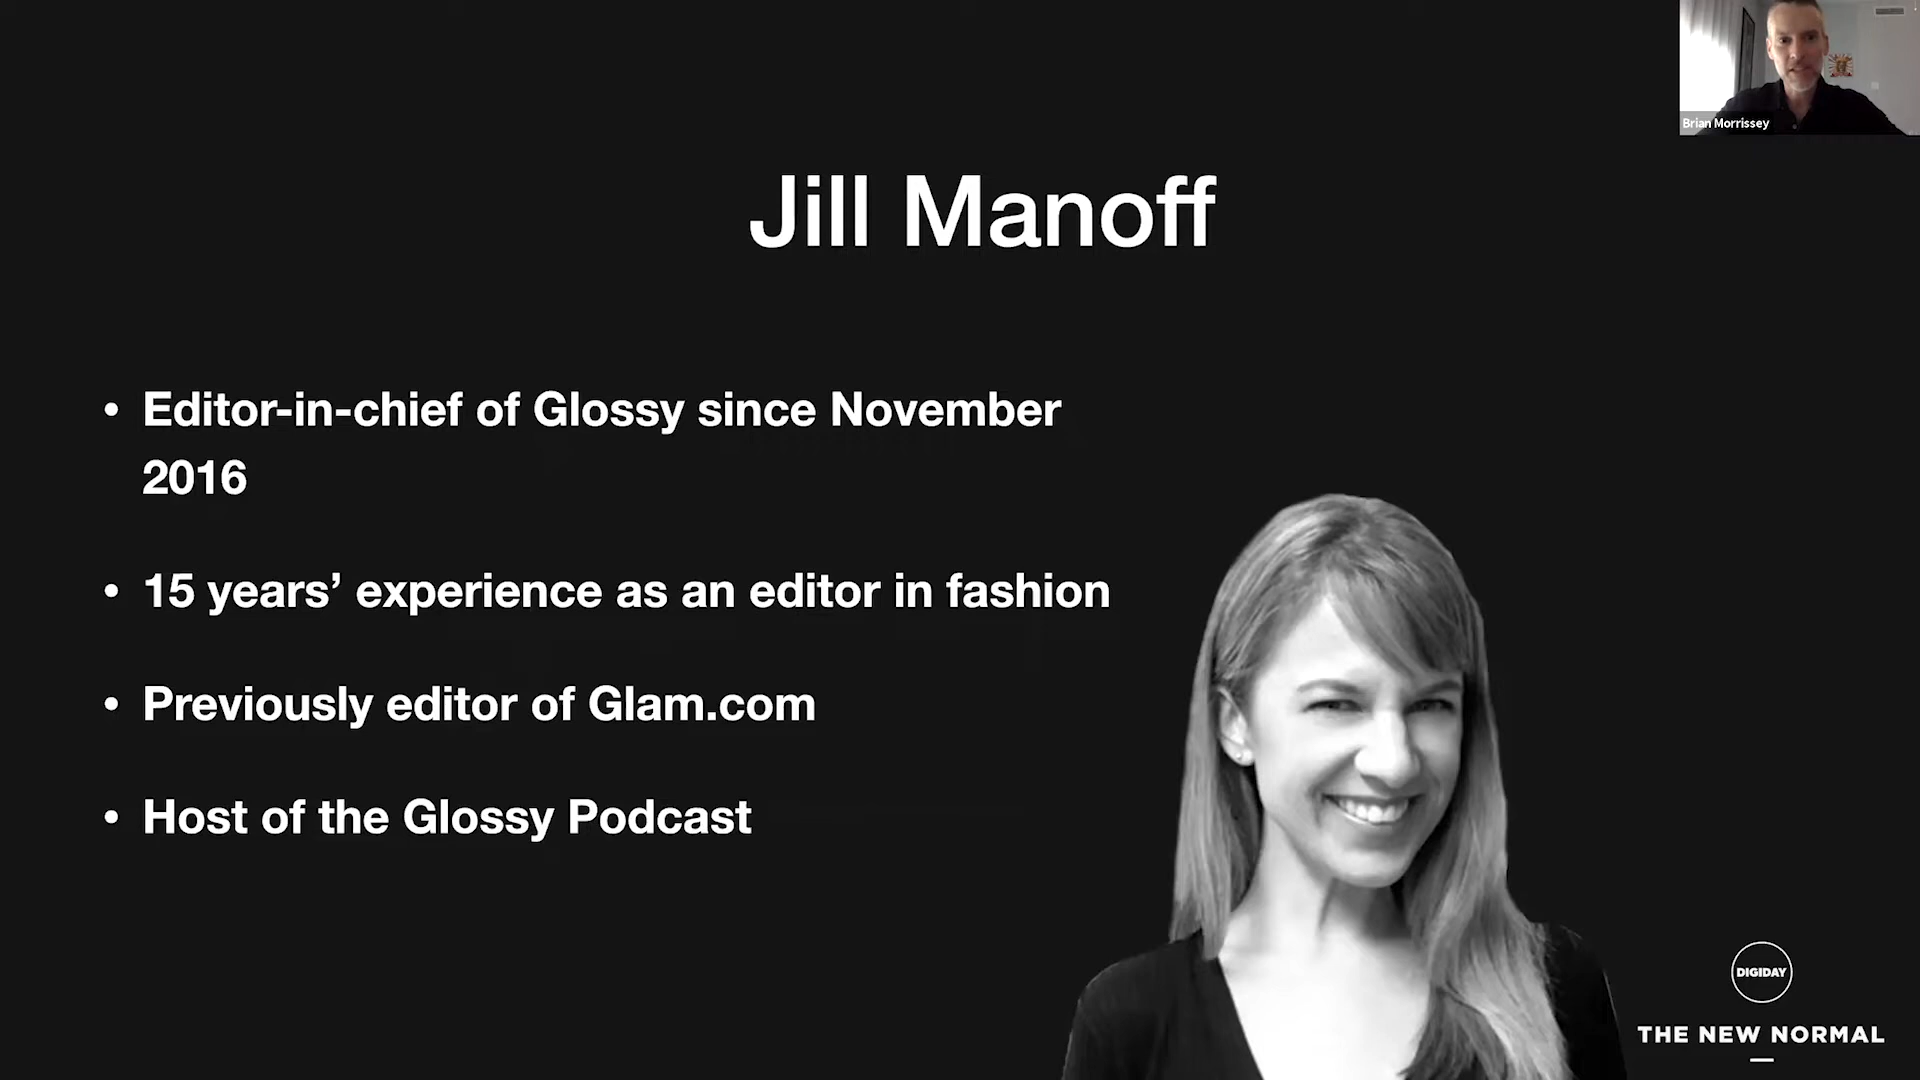 Brian Morrissey
Jill Manoff
• Editor-in-chief of Glossy since November
2016
• 15 years’ experience as an editor in fashion
• Previously editor of Glam.com
• Host of the Glossy Podcast
DIGIDAY
THE NEW NORMAL